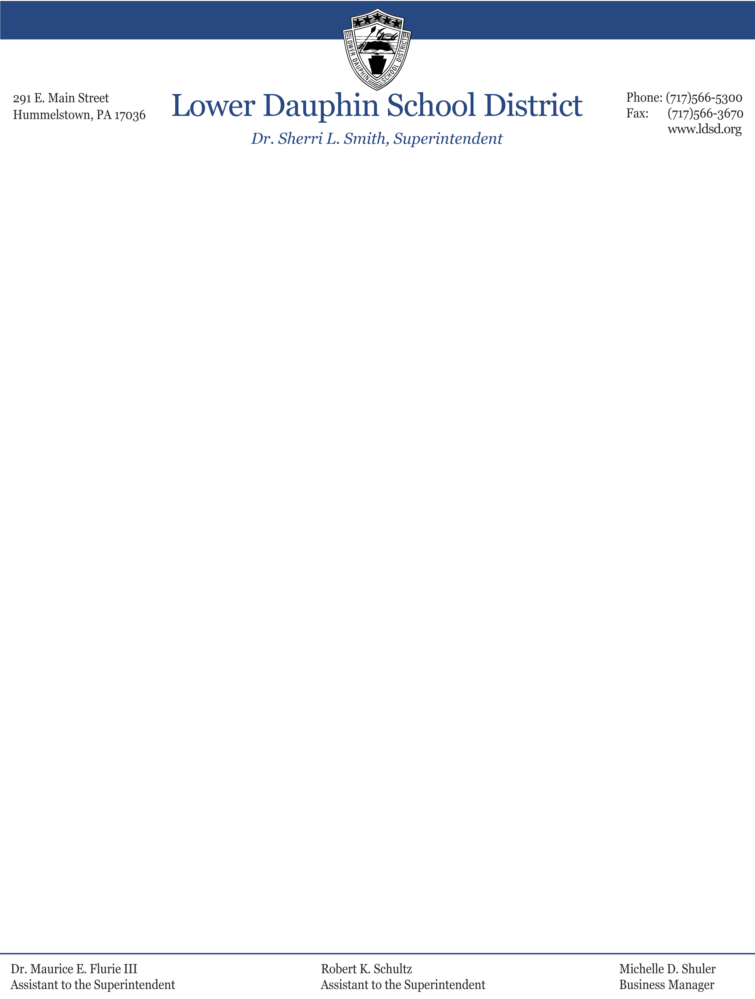 LOWER DAUPHIN SCHOOL DISTRICT
291 E. Main Street
Hummelstown, PA 17036
Lower Dauphin School District
Dr. Sherri L. Smith, Superintendent
Phone: (717)566-5300
Fax: (717)566-3670
www.ldsd.org
Dr. Maurice E. Flurie III
Assistant to the Superintendent
Robert K. Schultz
Assistant to the Superintendent
Michelle D. Shuler
Business Manager